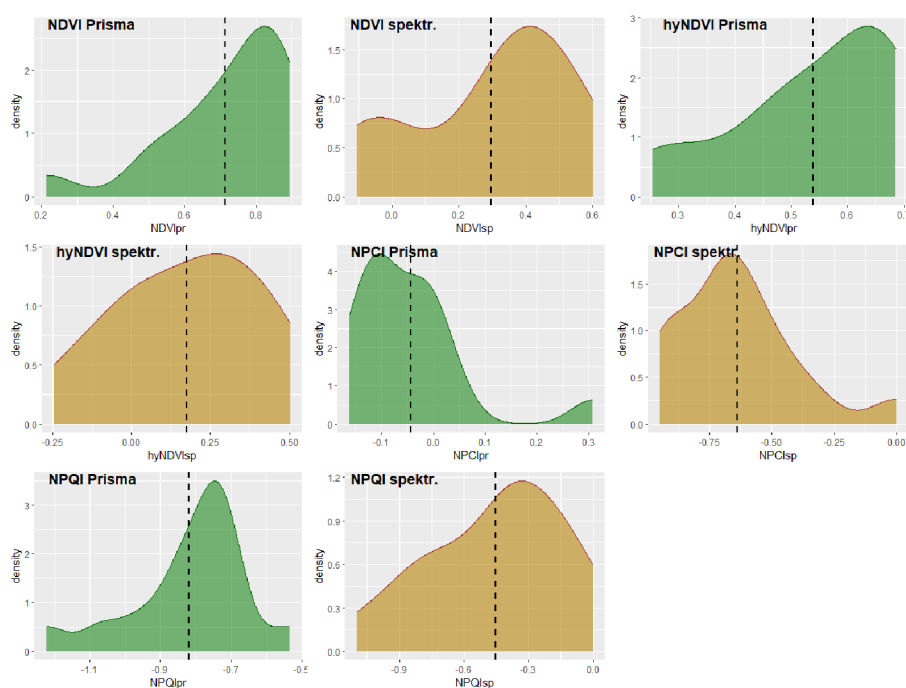 NDVI Prisma
density
0
1
2
0.2
0.4
0.6
0.8
NDVIpr
NDVI spektr.
density
0.0
0.5
1.0
1.5
0.0
0.2
0.4
0.6
NDVIsp
hyNDVI Prisma
density
0
1
2
3
0.3
0.4
0.5
0.6
0.7
hyNDVIpr
hyNDVI spektr.
density
0.0
0.5
1.0
1.5
-0.25
0.00
0.25
0.50
hyNDVIsp
NPCI Prisma
density
0
1
2
3
4
-0.1
0.0
0.1
0.2
0.3
NPCIpr
NPCI spektr.
density
0.0
0.5
1.0
1.5
-0.75
-0.50
-0.25
0.00
NPCIsp
NPQI Prisma
density
0
1
2
3
-1.1
-0.9
-0.7
-0.5
NPQIpr
NPQI spektr.
density
0.0
0.3
0.6
0.9
1.2
-0.9
-0.6
-0.3
0.0
NPQIsp